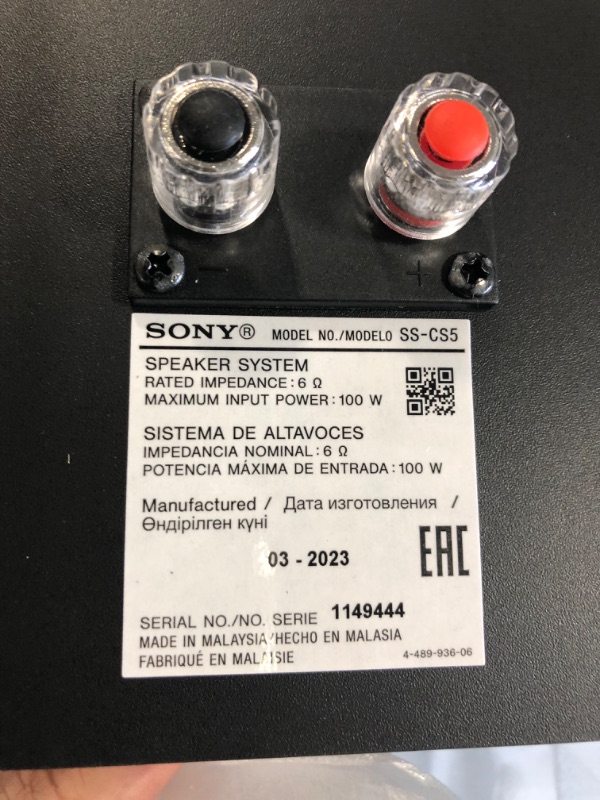 - +
SONY® MODEL NO./MODELO SS-CS5
SPEAKER SYSTEM
RATED IMPEDANCE: 6 Ω
MAXIMUM INPUT POWER: 100 W
SISTEMA DE ALTAVOCES
IMPEDANCIA NOMINAL: 6 Ω
POTENCIA MÁXIMA DE ENTRADA: 100 W
Manufactured / Дата изготовления /
Өндірілген күні
EAC
03 - 2023
SERIAL NO./NO. SERIE 1149444
MADE IN MALAYSIA/HECHO EN MALASIA
FABRIQUÉ EN MALAISIE 4-489-936-06